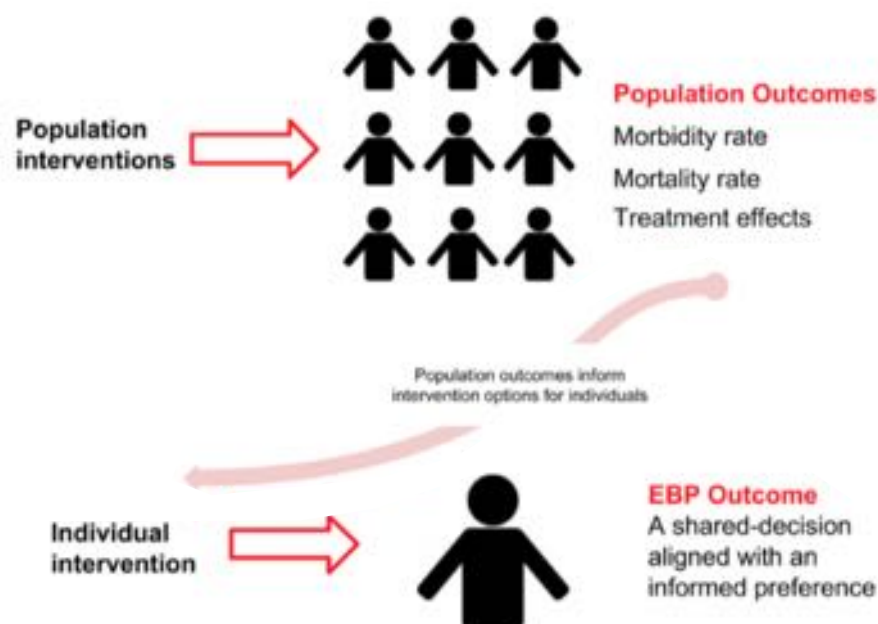 Population
interventions
Population Outcomes
Morbidity rate
Mortality rate
Treatment effects
Population outcomes inform
intervention options for individuals
Individual
intervention
EBP Outcome
A shared-decision
aligned with an
informed preference